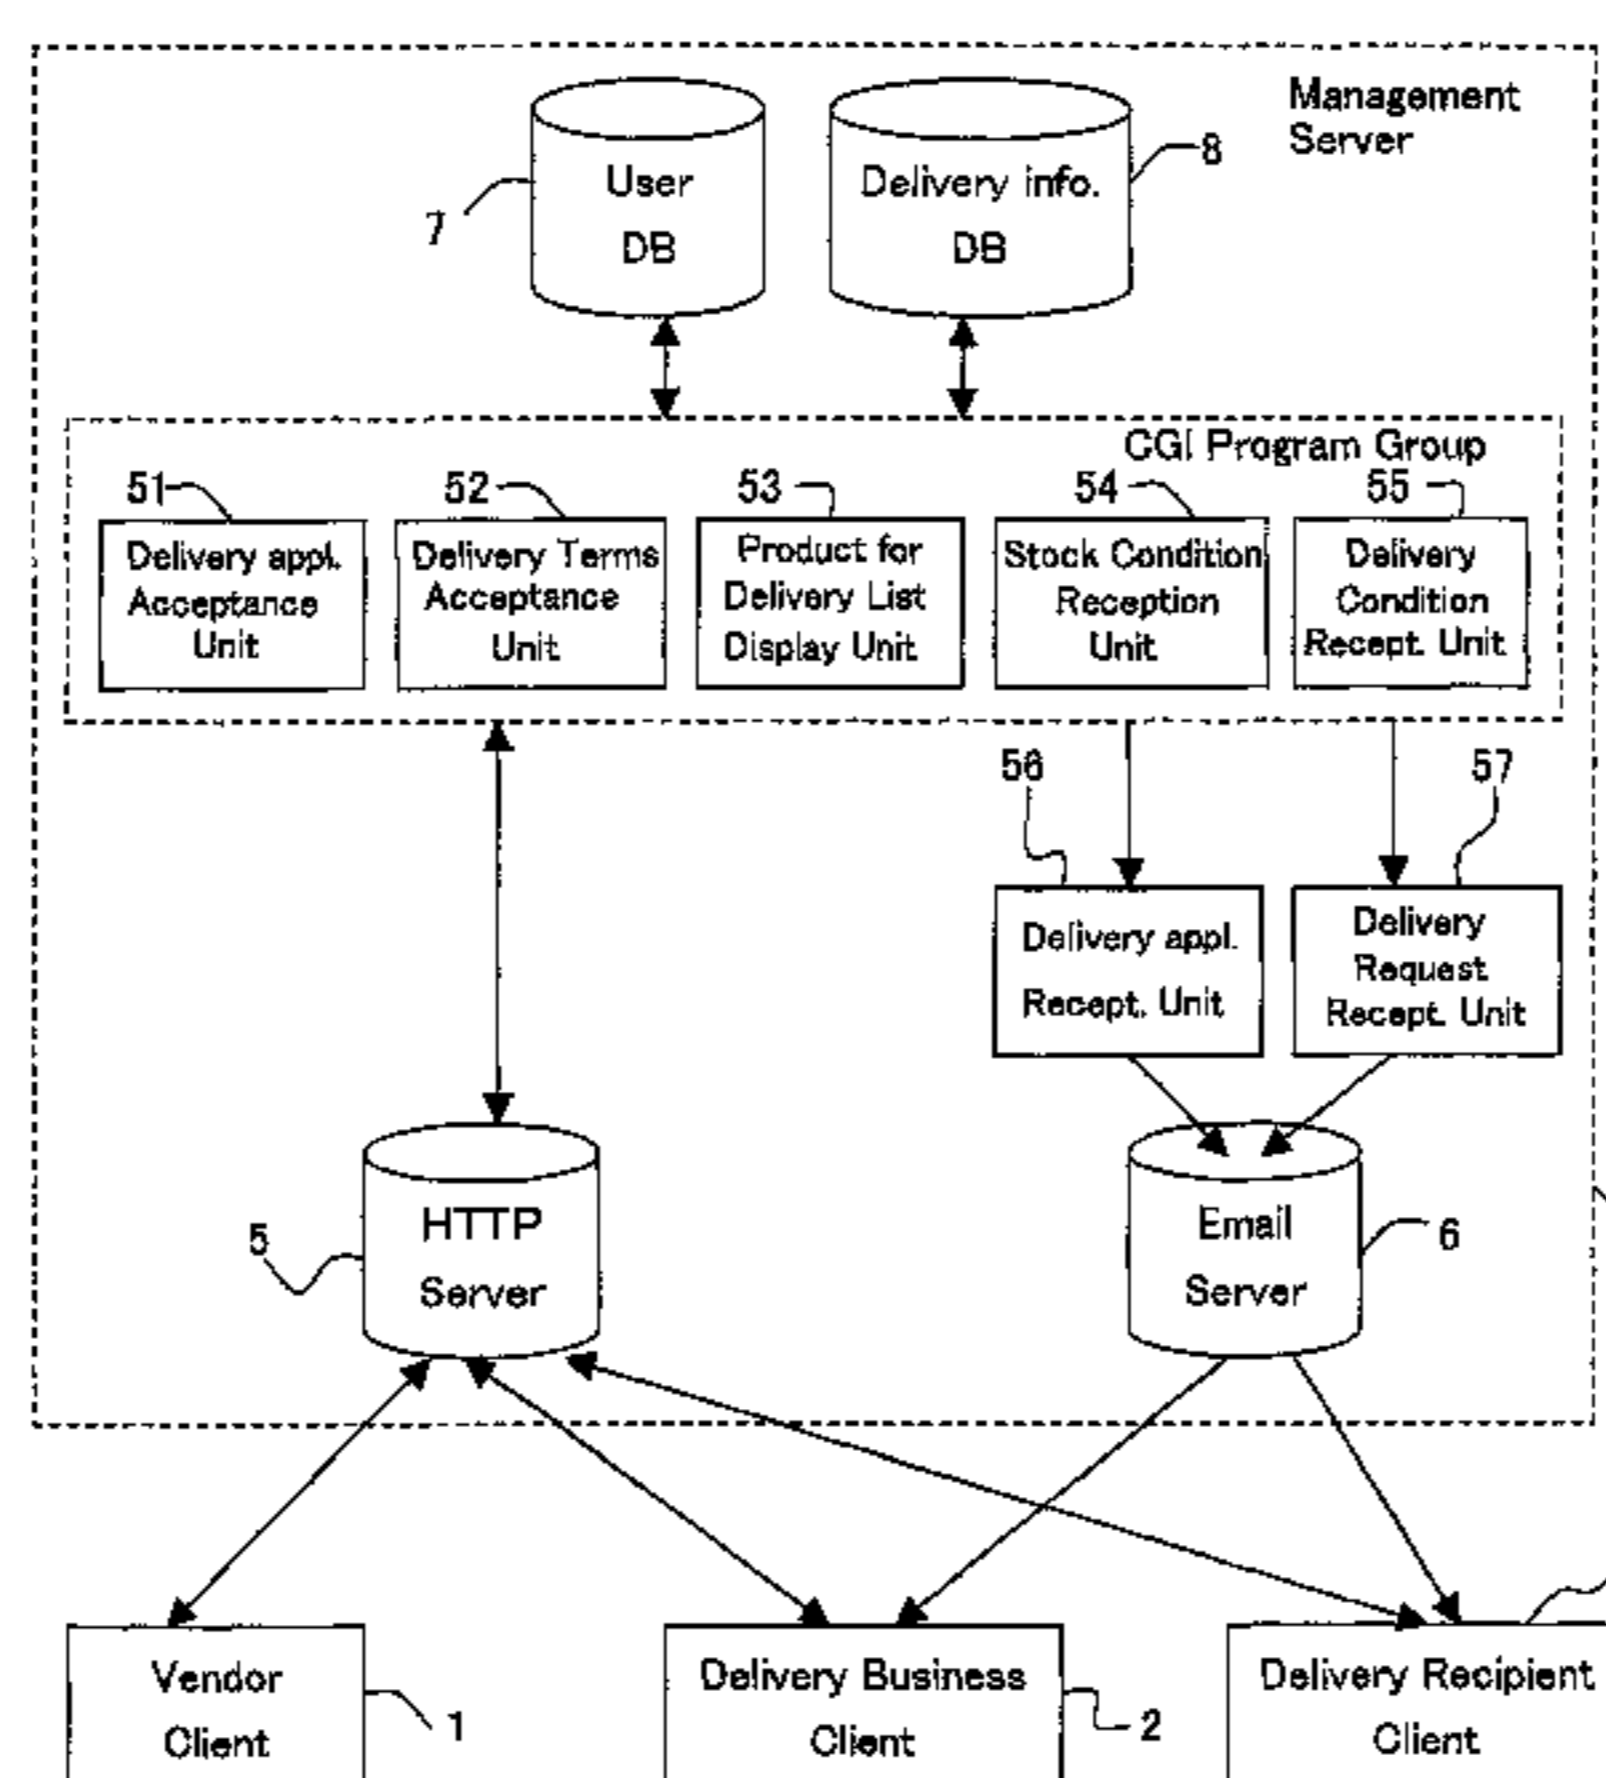 Management
Server
User
DB
7
Delivery info.
DB
8
CGI Program Group
51
52
53
54
55
Delivery appl.
Acceptance
Unit
Delivery Terms
Acceptance
Unit
Product for
Delivery List
Display Unit
Stock Condition
Reception
Unit
Delivery
Condition
Recept. Unit
56
57
Delivery appl.
Recept. Unit
Delivery
Request
Recept. Unit
HTTP
Server
5
Email
Server
6
Vendor
Client
1
Delivery Business
Client
2
Delivery Recipient
Client